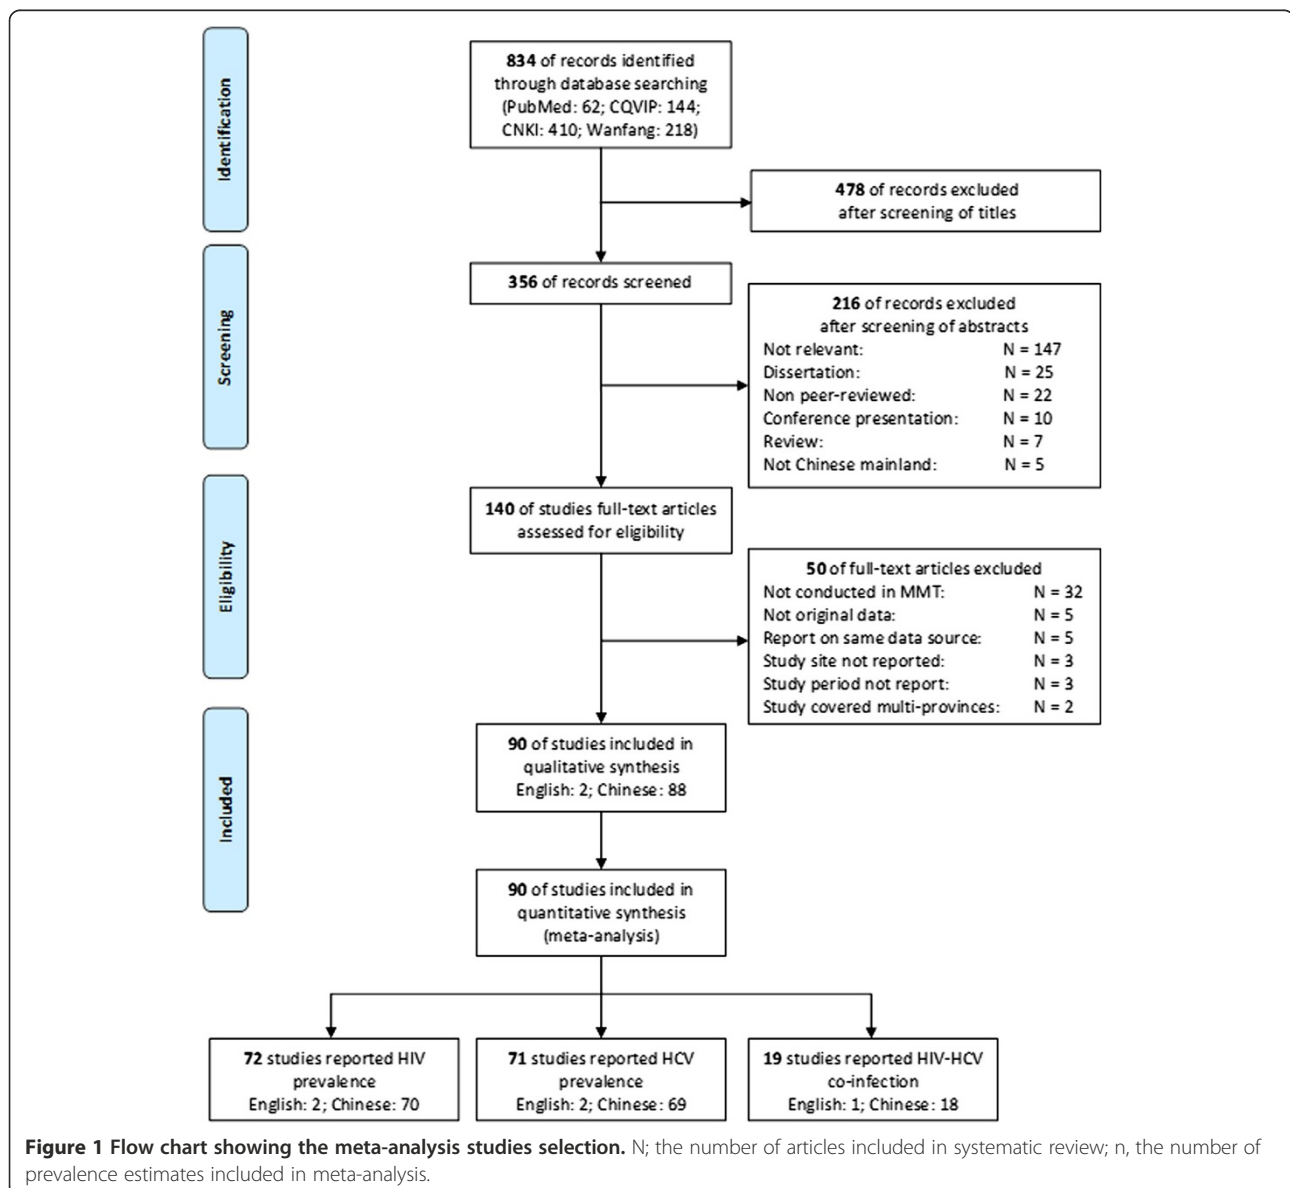 Identification
834 of records identified
through database searching
(PubMed: 62; CQVIP: 144;
CNKI: 410; Wanfang: 218)
478 of records excluded
after screening of titles
Screening
356 of records screened
216 of records excluded
after screening of abstracts
Not relevant: N = 147
Dissertation: N = 25
Non peer-reviewed: N = 22
Conference presentation: N = 10
Review: N = 7
Not Chinese mainland: N = 5
Eligibility
140 of studies full-text articles
assessed for eligibility
50 of full-text articles excluded
Not conducted in MMT: N = 32
Not original data: N = 5
Report on same data source: N = 5
Study site not reported: N = 3
Study period not report: N = 3
Study covered multi-provinces: N = 2
Included
90 of studies included in
qualitative synthesis
English: 2; Chinese: 88
90 of studies included in
quantitative synthesis
(meta-analysis)
72 studies reported HIV
prevalence
English: 2; Chinese: 70
71 studies reported HCV
prevalence
English: 2; Chinese: 69
19 studies reported HIV-HCV
co-infection
English: 1; Chinese: 18
Figure 1 Flow chart showing the meta-analysis studies selection. N; the number of articles included in systematic review; n, the number of
prevalence estimates included in meta-analysis.